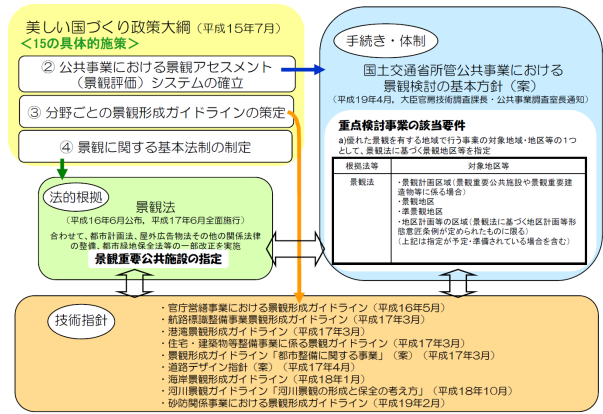 美しい国づくり政策大綱（平成15年7月）
＜15の具体的施策＞
② 公共事業における景観アセスメント
（景観評価）システムの確立
③ 分野ごとの景観形成ガイドラインの策定
④ 景観に関する基本法制の制定
手続き・体制
国土交通省所管公共事業における
景観検討の基本方針（案）
（平成19年4月，大臣官房技術調査課長・公共事業調査室長通知）
重点検討事業の該当要件
a)優れた景観を有する地域で行う事業の対象地域・地区等の1つ
として、景観法に基づく景観地区等を指定
根拠法等
対象地区等
景観法
・景観計画区域（景観重要公共施設や景観重要建
造物等に係る場合）
・景観地区
・準景観地区
・地区計画等の区域（景観法に基づく地区計画等形
態意匠条例が定められたものに限る）
（上記は指定が予定・準備されている場合を含む）
法的根拠
景観法
（平成16年6月公布，平成17年6月全面施行）
合わせて、都市計画法、屋外広告物法その他の関係法律
の整備、都市緑地保全法等の一部改正を実施
景観重要公共施設の指定
技術指針
・官庁営繕事業における景観形成ガイドライン（平成16年5月）
・航路標識整備事業景観形成ガイドライン（平成17年3月）
・港湾景観形成ガイドライン（平成17年3月）
・住宅・建築物等整備事業に係る景観ガイドライン（平成17年3月）
・景観形成ガイドライン「都市整備に関する事業」（案）（平成17年3月）
・道路デザイン指針（案）（平成17年4月）
・海岸景観形成ガイドライン（平成18年1月）
・河川景観ガイドライン「河川景観の形成と保全の考え方」（平成18年10月）
・砂防関係事業における景観形成ガイドライン（平成19年2月）